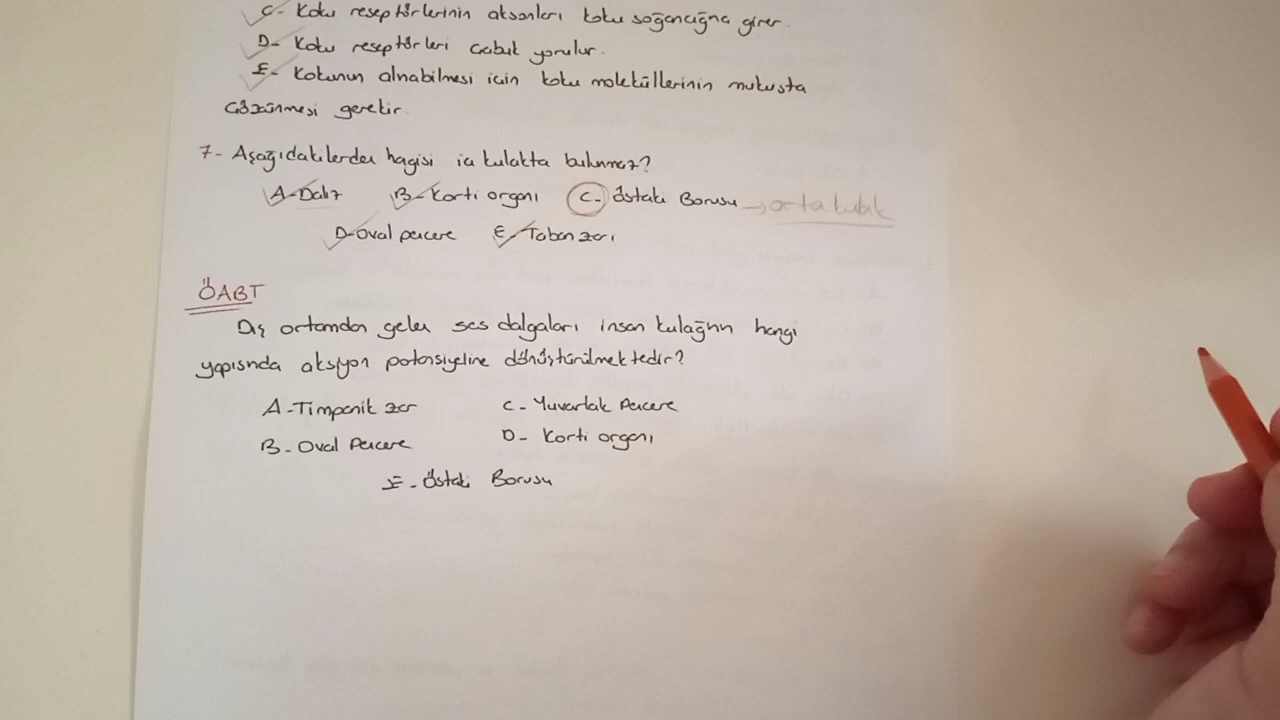 C- Koku reseptörlerinin aksonları koku soğancığına girer.
D- Koku reseptörleri çabuk yorulur.
E- Kokunun alınabilmesi için koku moleküllerinin mukusta
çözünmesi gerekir.
7- Aşağıdakilerden hangisi iç kulakta bulunmaz?
A- Dalız B- Korti organı C- Östaki Borusu → orta kulak
D- Oval pencere E- Taban zarı
ÖABT
Dış ortamdan gelen ses dalgaları insan kulağının hangi
yapısında aksiyon potansiyeline dönüştürülmektedir?
A- Timpanik zar C- Yuvarlak Pencere
B- Oval Pencere D- Korti organı
E- Östaki Borusu